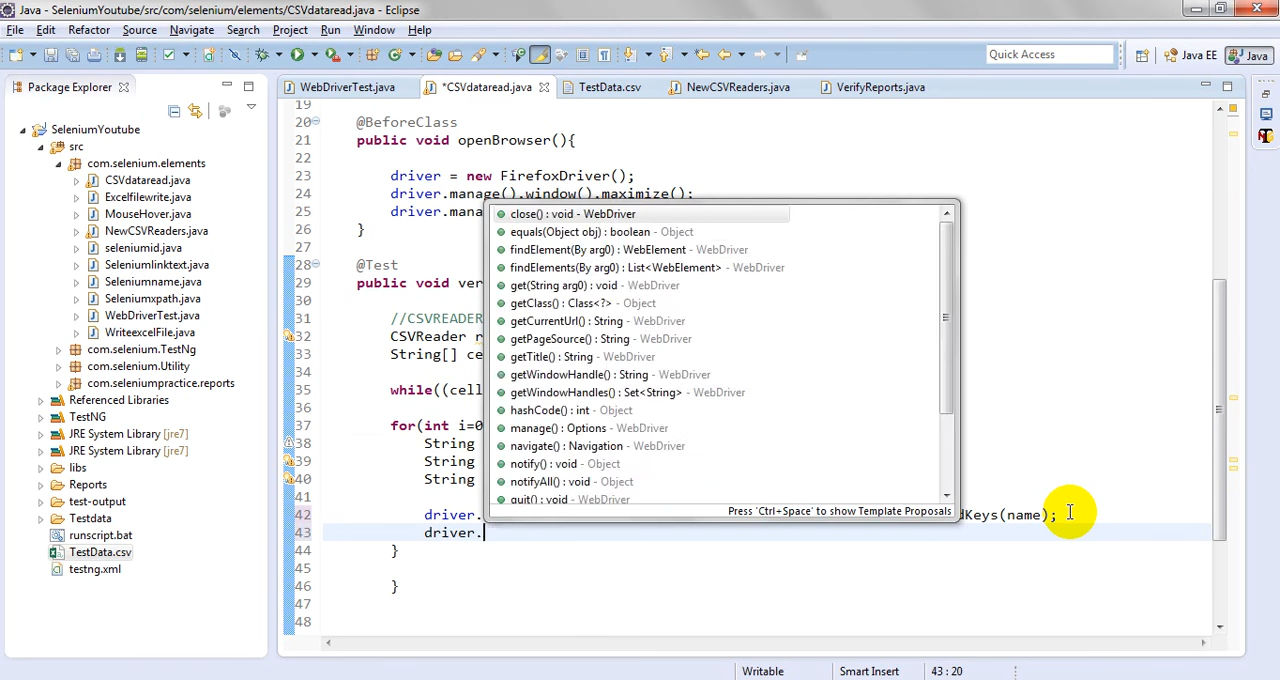 Java - SeleniumYoutube/src/com/selenium/elements/CSVdataread.java - Eclipse
File Edit Refactor Source Navigate Search Project Run Window Help
Quick Access
Java EE
Java
Package Explorer
WebDriverTest.java
*CSVdataread.java
TestData.csv
NewCSVReaders.java
VerifyReports.java
SeleniumYoutube
src
com.selenium.elements
CSVdataread.java
Excelfilewrite.java
MouseHover.java
NewCSVReaders.java
seleniumid.java
Seleniumlinktext.java
Seleniumname.java
Seleniumxpath.java
WebDriverTest.java
WriteexcelFile.java
com.selenium.TestNg
com.selenium.Utility
com.seleniumpractice.reports
Referenced Libraries
TestNG
JRE System Library [jre7]
JRE System Library [jre7]
libs
Reports
test-output
Testdata
runscript.bat
TestData.csv
testng.xml
19
20 @BeforeClass
21 public void openBrowser(){
22
23 driver = new FirefoxDriver();
24 driver.manage().window().maximize();
25 driver.mana
26 }
27
28 @Test
29 public void ver
30
31 //CSVREADER
32 CSVReader r
33 String[] ce
34
35 while((cell
36
37 for(int i=0
38 String
39 String
40 String
41
42 driver. dKeys(name);
43 driver.
44 }
45
46 }
47
48
close() : void - WebDriver
equals(Object obj) : boolean - Object
findElement(By arg0) : WebElement - WebDriver
findElements(By arg0) : List<WebElement> - WebDriver
get(String arg0) : void - WebDriver
getClass() : Class<?> - Object
getCurrentUrl() : String - WebDriver
getPageSource() : String - WebDriver
getTitle() : String - WebDriver
getWindowHandle() : String - WebDriver
getWindowHandles() : Set<String> - WebDriver
hashCode() : int - Object
manage() : Options - WebDriver
navigate() : Navigation - WebDriver
notify() : void - Object
notifyAll() : void - Object
quit() : void - WebDriver
Press 'Ctrl+Space' to show Template Proposals
Writable
Smart Insert
43 : 20